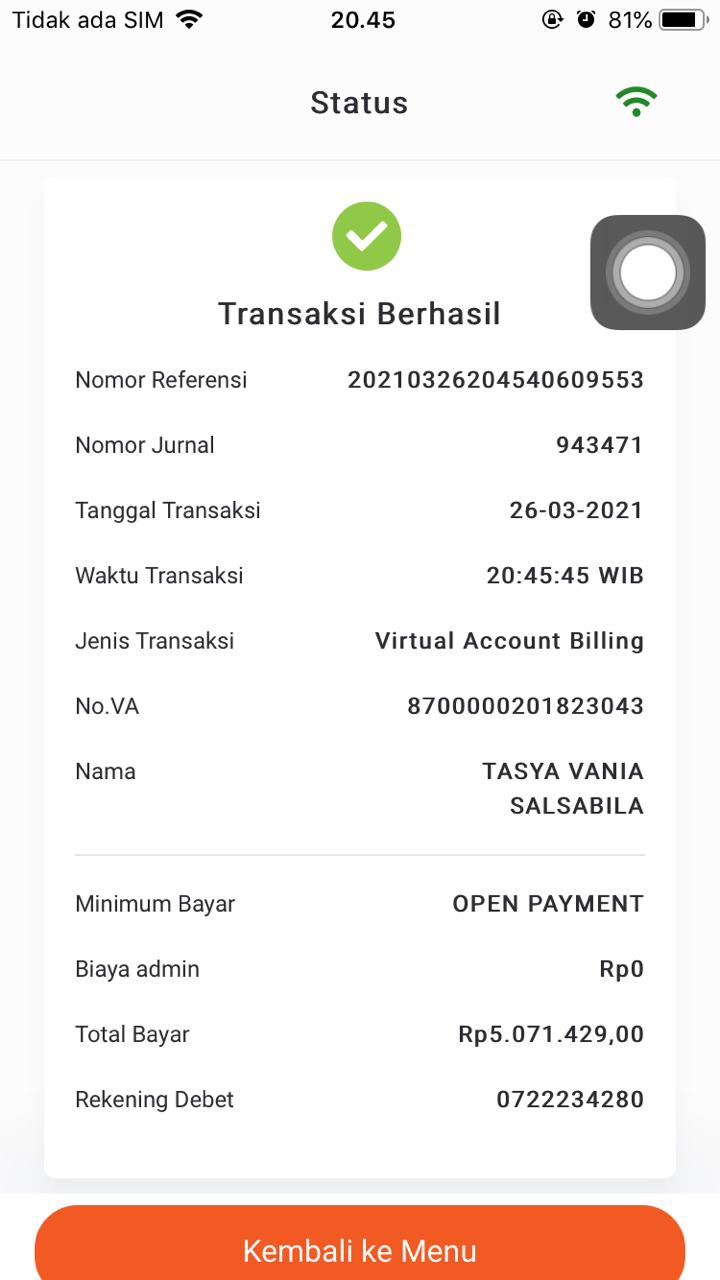 Tidak ada SIM 20.45 81%
Status
Transaksi Berhasil
Nomor Referensi 20210326204540609553
Nomor Jurnal 943471
Tanggal Transaksi 26-03-2021
Waktu Transaksi 20:45:45 WIB
Jenis Transaksi Virtual Account Billing
No.VA 8700000201823043
Nama TASYA VANIA
SALSABILA
Minimum Bayar OPEN PAYMENT
Biaya admin Rp0
Total Bayar Rp5.071.429,00
Rekening Debet 0722234280
Kembali ke Menu